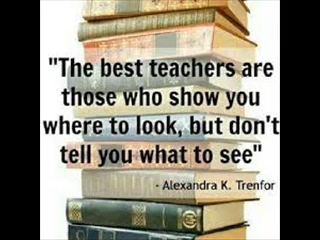 "The best teachers are
those who show you
where to look, but don't
tell you what to see"
- Alexandra K. Trenfor